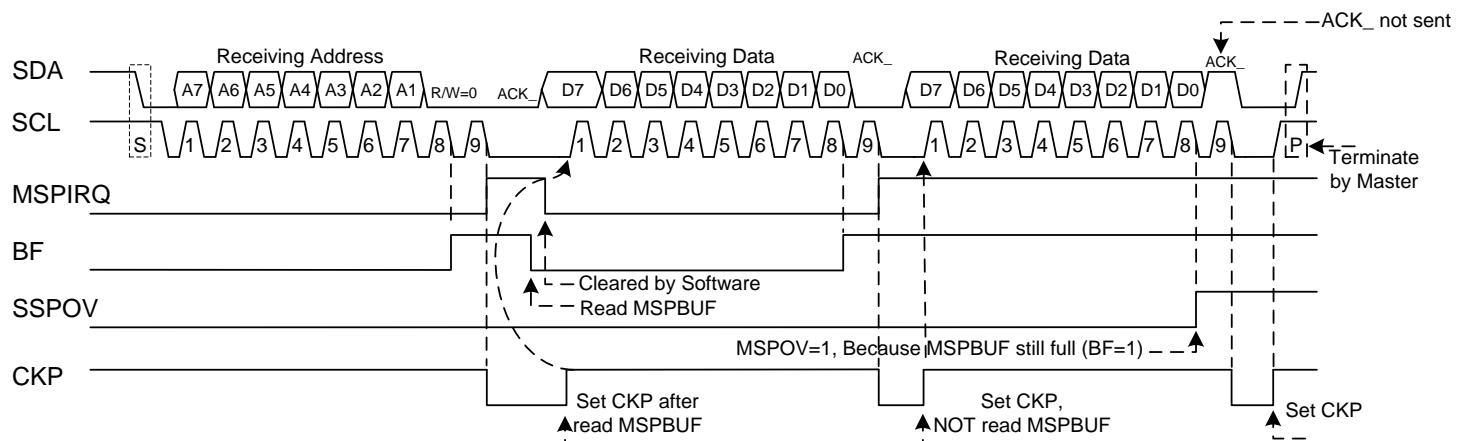 ACK_ not sent
Receiving Address
Receiving Data
ACK_
Receiving Data
ACK_
SDA
A7 A6 A5 A4 A3 A2 A1 R/W=0 ACK_ D7 D6 D5 D4 D3 D2 D1 D0 D7 D6 D5 D4 D3 D2 D1 D0
SCL
S 1 2 3 4 5 6 7 8 9 1 2 3 4 5 6 7 8 9 1 2 3 4 5 6 7 8 9 P
Terminate
by Master
MSPIRQ
BF
Cleared by Software
Read MSPBUF
SSPOV
MSPOV=1, Because MSPBUF still full (BF=1)
CKP
Set CKP after
read MSPBUF
Set CKP,
NOT read MSPBUF
Set CKP